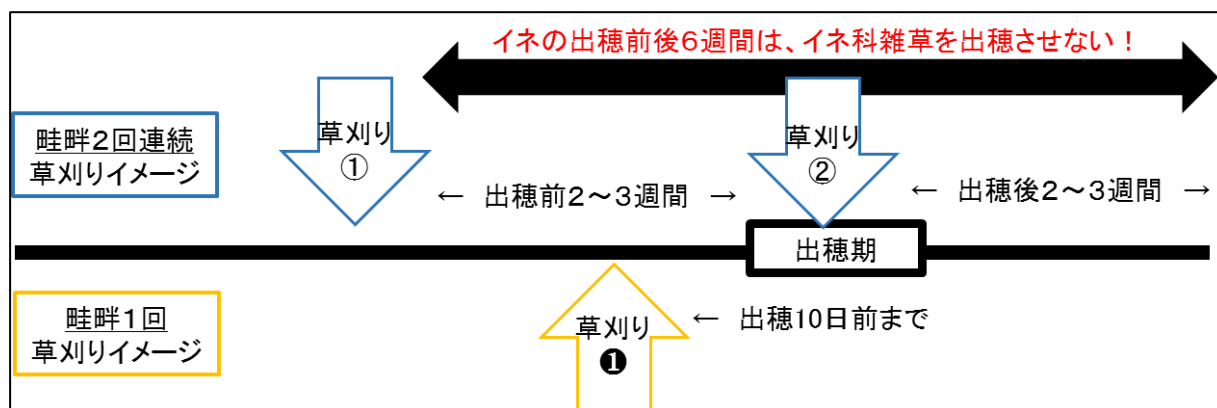 イネの出穂前後６週間は、イネ科雑草を出穂させない！
畦畔２回連続
草刈りイメージ
草刈り
①
← 出穂前２～３週間 →
草刈り
②
← 出穂後２～３週間 →
出穂期
畦畔１回
草刈りイメージ
草刈り
❶
← 出穂10日前まで